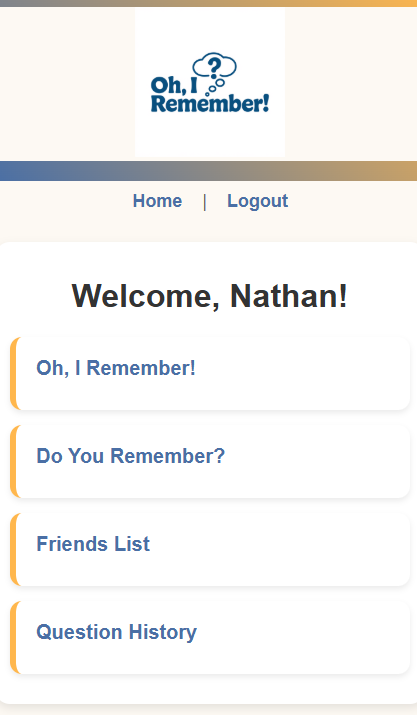 ?
Oh, I
Remember!
Home | Logout
Welcome, Nathan!
Oh, I Remember!
Do You Remember?
Friends List
Question History